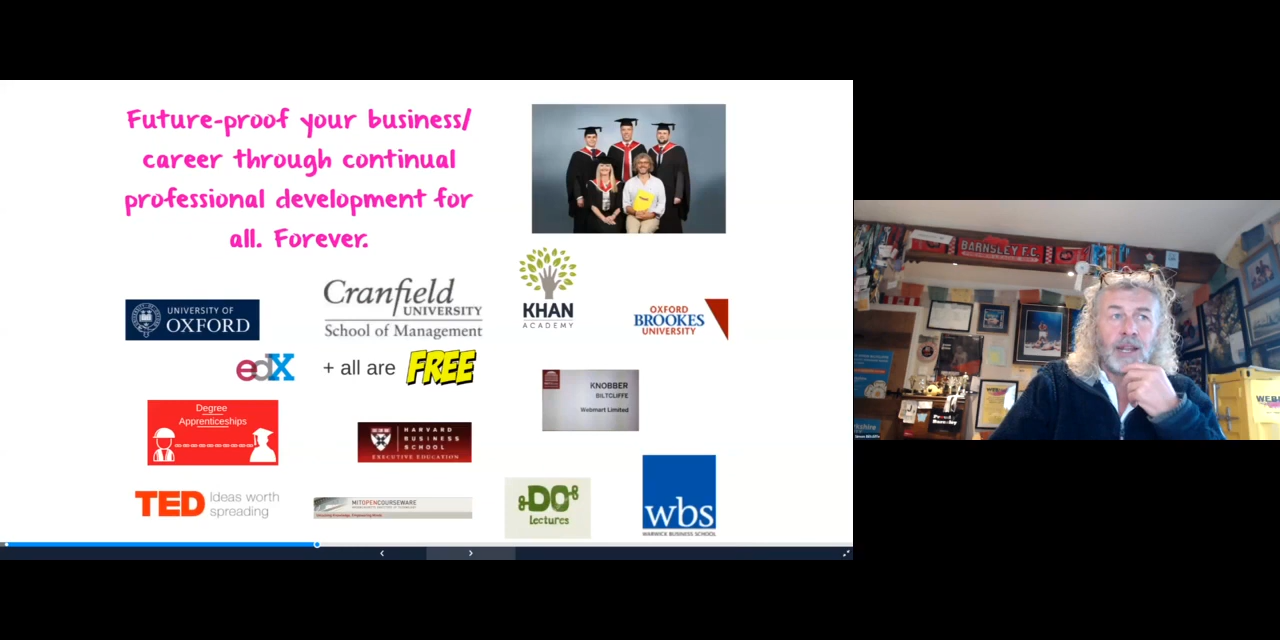 Future-proof your business/
career through continual
professional development for
all. Forever.
UNIVERSITY OF
OXFORD
Cranfield
UNIVERSITY
School of Management
KHAN
ACADEMY
OXFORD
BROOKES
UNIVERSITY
edX
+ all are FREE
KNOBBER
BILTCLIFFE
Webmart Limited
Degree
Apprenticeships
HARVARD
BUSINESS
SCHOOL
EXECUTIVE EDUCATION
TED Ideas worth
spreading
MITOPENCOURSEWARE
DO
Lectures
wbs
WARWICK BUSINESS SCHOOL
BARNSLEY F.C.